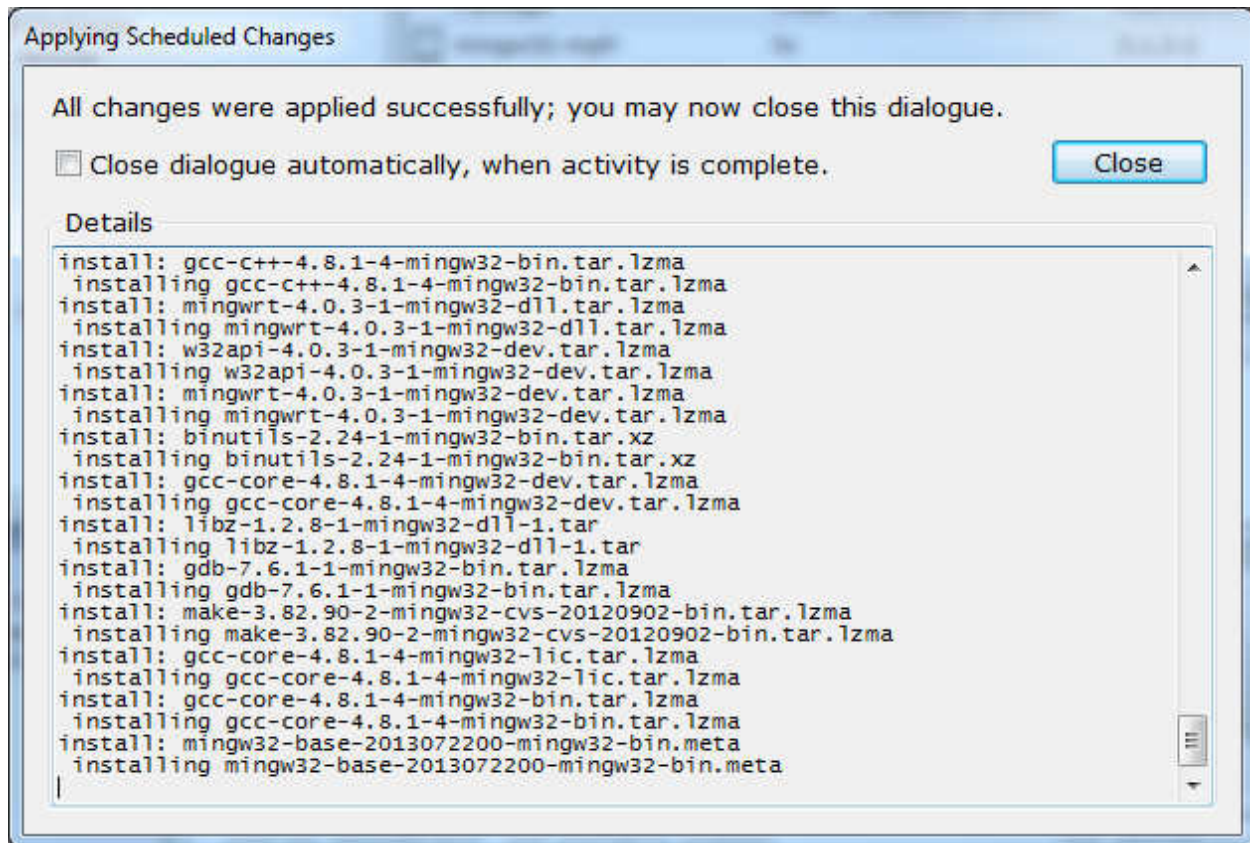 Applying Scheduled Changes
All changes were applied successfully; you may now close this dialogue.
Close dialogue automatically, when activity is complete.
Close
Details
install: gcc-c++-4.8.1-4-mingw32-bin.tar.lzma
installing gcc-c++-4.8.1-4-mingw32-bin.tar.lzma
install: mingwrt-4.0.3-1-mingw32-dll.tar.lzma
installing mingwrt-4.0.3-1-mingw32-dll.tar.lzma
install: w32api-4.0.3-1-mingw32-dev.tar.lzma
installing w32api-4.0.3-1-mingw32-dev.tar.lzma
install: mingwrt-4.0.3-1-mingw32-dev.tar.lzma
installing mingwrt-4.0.3-1-mingw32-dev.tar.lzma
install: binutils-2.24-1-mingw32-bin.tar.xz
installing binutils-2.24-1-mingw32-bin.tar.xz
install: gcc-core-4.8.1-4-mingw32-dev.tar.lzma
installing gcc-core-4.8.1-4-mingw32-dev.tar.lzma
install: libz-1.2.8-1-mingw32-dll-1.tar
installing libz-1.2.8-1-mingw32-dll-1.tar
install: gdb-7.6.1-1-mingw32-bin.tar.lzma
installing gdb-7.6.1-1-mingw32-bin.tar.lzma
install: make-3.82.90-2-mingw32-cvs-20120902-bin.tar.lzma
installing make-3.82.90-2-mingw32-cvs-20120902-bin.tar.lzma
install: gcc-core-4.8.1-4-mingw32-lic.tar.lzma
installing gcc-core-4.8.1-4-mingw32-lic.tar.lzma
install: gcc-core-4.8.1-4-mingw32-bin.tar.lzma
installing gcc-core-4.8.1-4-mingw32-bin.tar.lzma
install: mingw32-base-2013072200-mingw32-bin.meta
installing mingw32-base-2013072200-mingw32-bin.meta